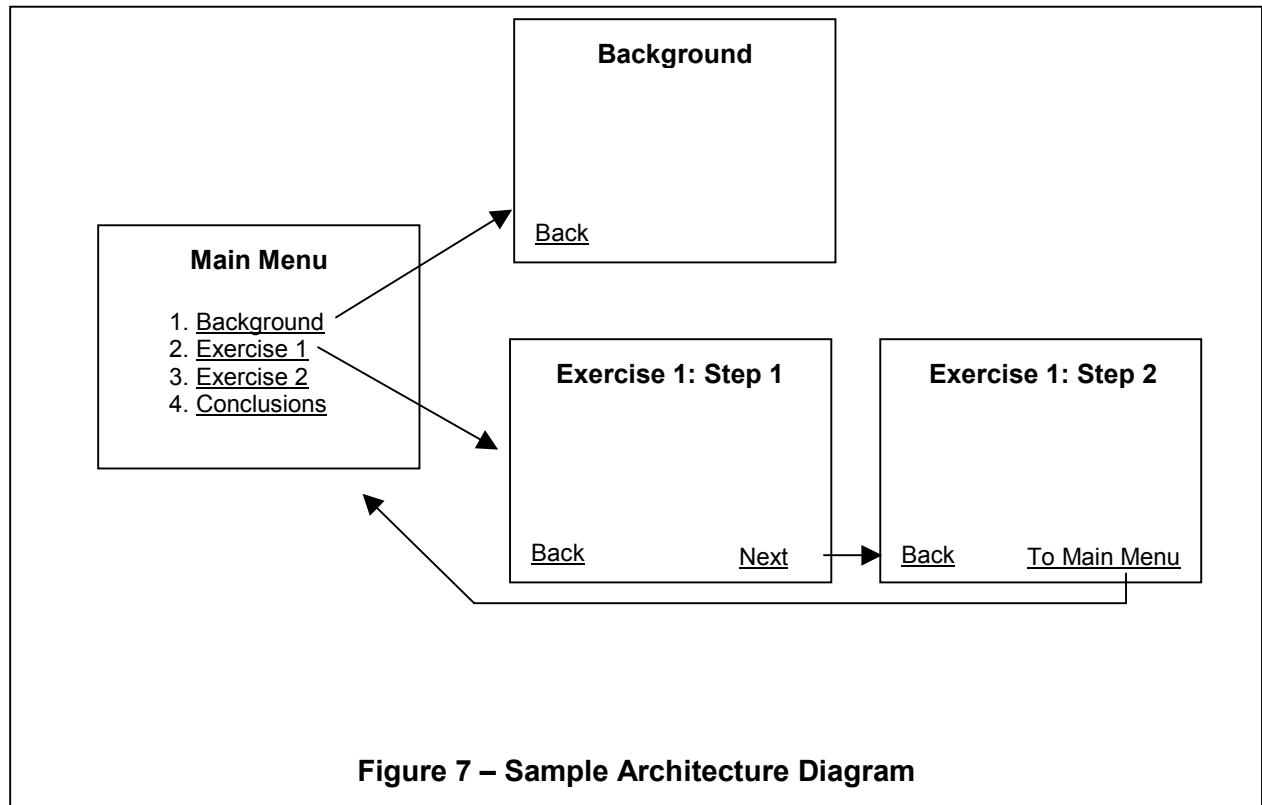 Background
Back
Main Menu
1. Background
2. Exercise 1
3. Exercise 2
4. Conclusions
Exercise 1: Step 1
Back
Next
Exercise 1: Step 2
Back
To Main Menu
Figure 7 – Sample Architecture Diagram